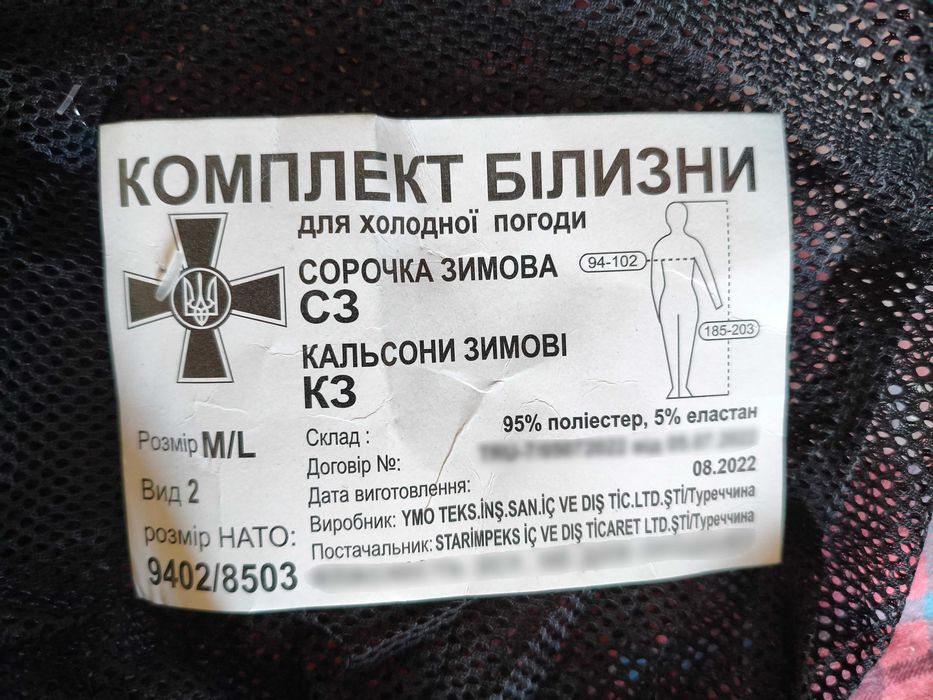 КОМПЛЕКТ БІЛИЗНИ
для холодної погоди
СОРОЧКА ЗИМОВА
СЗ
94-102
КАЛЬСОНИ ЗИМОВІ
КЗ
185-203
Розмір M/L
Вид 2
розмір НАТО:
9402/8503
Склад : 95% поліестер, 5% еластан
Договір №:
Дата виготовлення: 08.2022
Виробник: YMO TEKS.İNŞ.SAN.İÇ VE DIŞ TİC.LTD.ŞTİ/Туреччина
Постачальник: STARİMPEKS İÇ VE DIŞ TİCARET LTD.ŞTİ/Туреччина